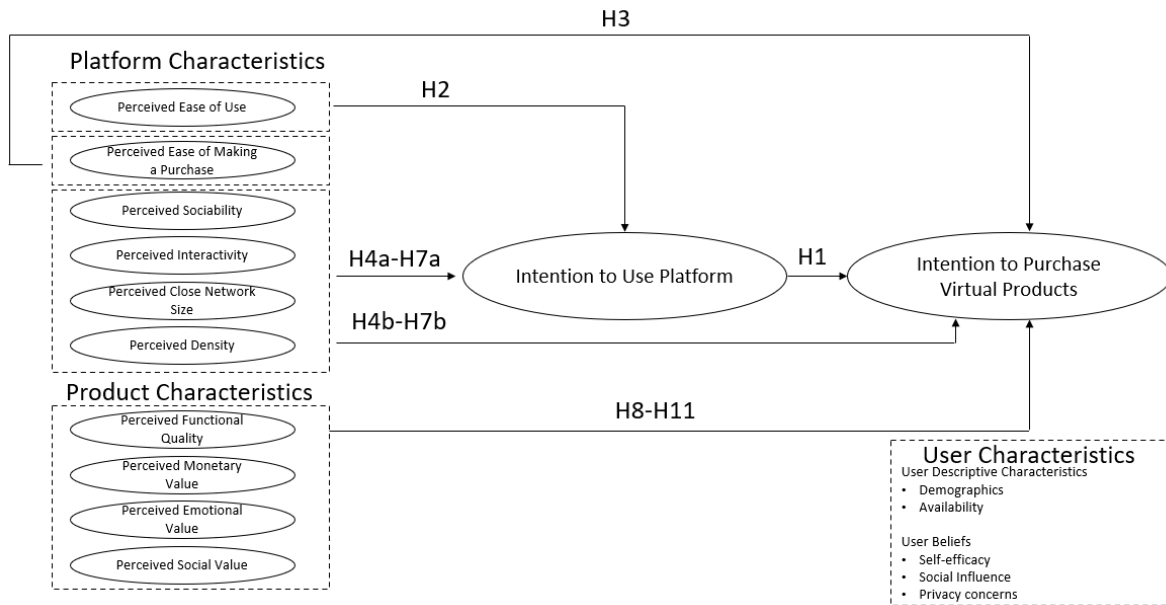 H3
Platform Characteristics
Perceived Ease of Use
H2
Perceived Ease of Making
a Purchase
Perceived Sociability
Perceived Interactivity
Perceived Close Network
Size
Perceived Density
H4a-H7a
Intention to Use Platform
H1
Intention to Purchase
Virtual Products
H4b-H7b
Product Characteristics
Perceived Functional
Quality
Perceived Monetary
Value
Perceived Emotional
Value
Perceived Social Value
H8-H11
User Characteristics
User Descriptive Characteristics
• Demographics
• Availability
User Beliefs
• Self-efficacy
• Social Influence
• Privacy concerns